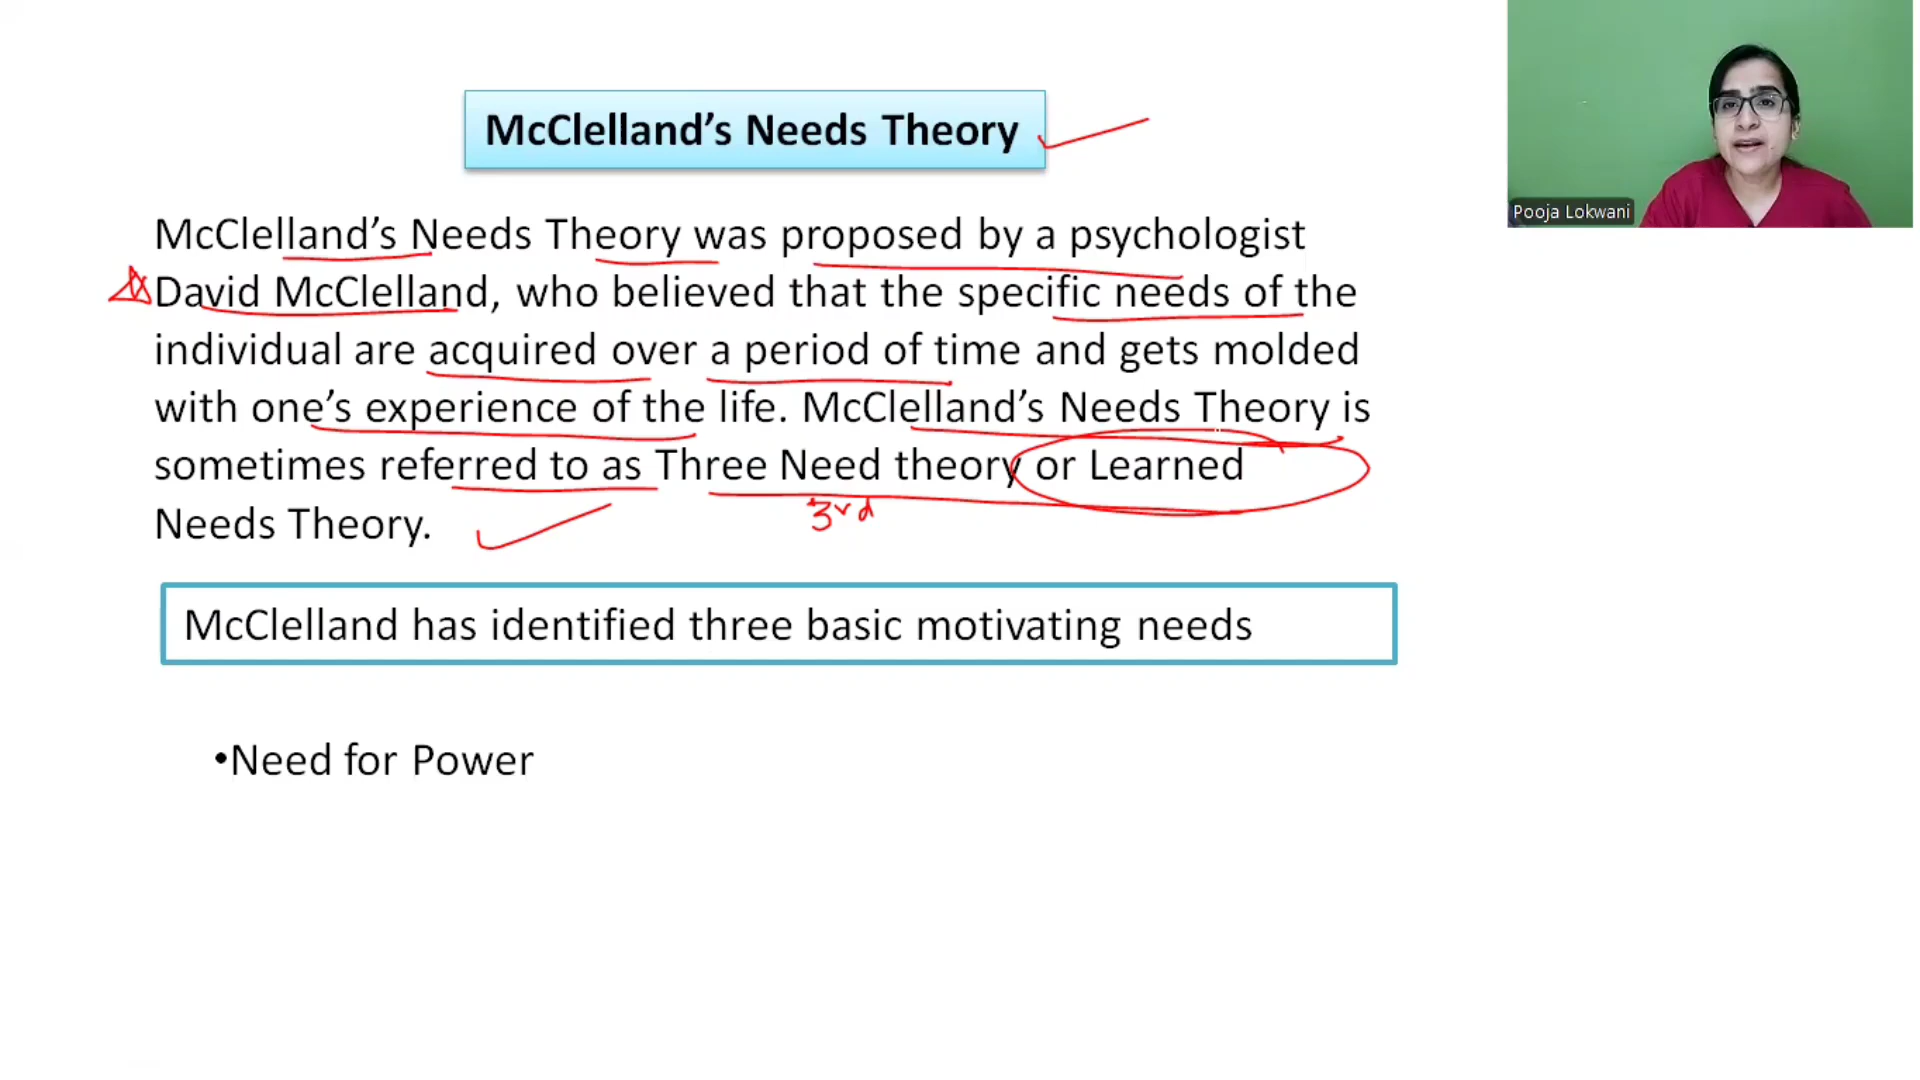 McClelland’s Needs Theory
Pooja Lokwani
McClelland’s Needs Theory was proposed by a psychologist
David McClelland, who believed that the specific needs of the
individual are acquired over a period of time and gets molded
with one’s experience of the life. McClelland’s Needs Theory is
sometimes referred to as Three Need theory or Learned
3rd
Needs Theory.
McClelland has identified three basic motivating needs
•Need for Power